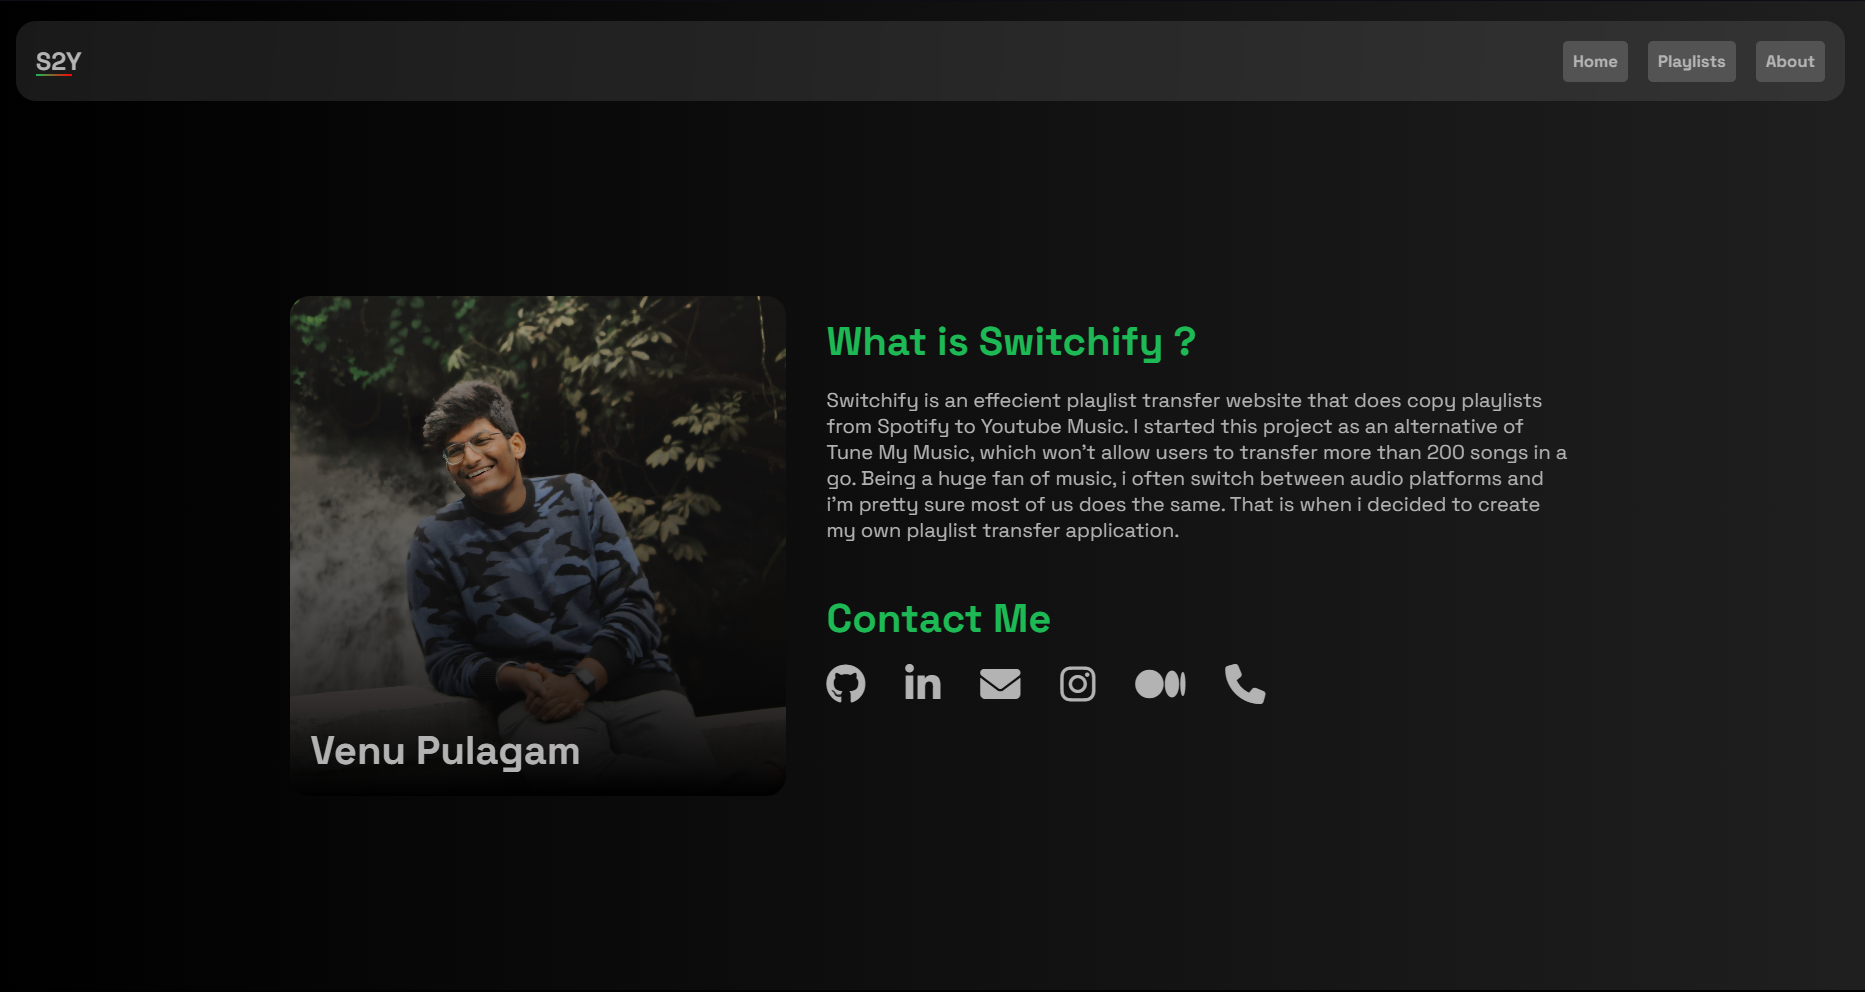 S2Y
Home
Playlists
About
What is Switchify ?
Switchify is an effecient playlist transfer website that does copy playlists
from Spotify to Youtube Music. I started this project as an alternative of
Tune My Music, which won't allow users to transfer more than 200 songs in a
go. Being a huge fan of music, i often switch between audio platforms and
i'm pretty sure most of us does the same. That is when i decided to create
my own playlist transfer application.
Contact Me
in
Venu Pulagam